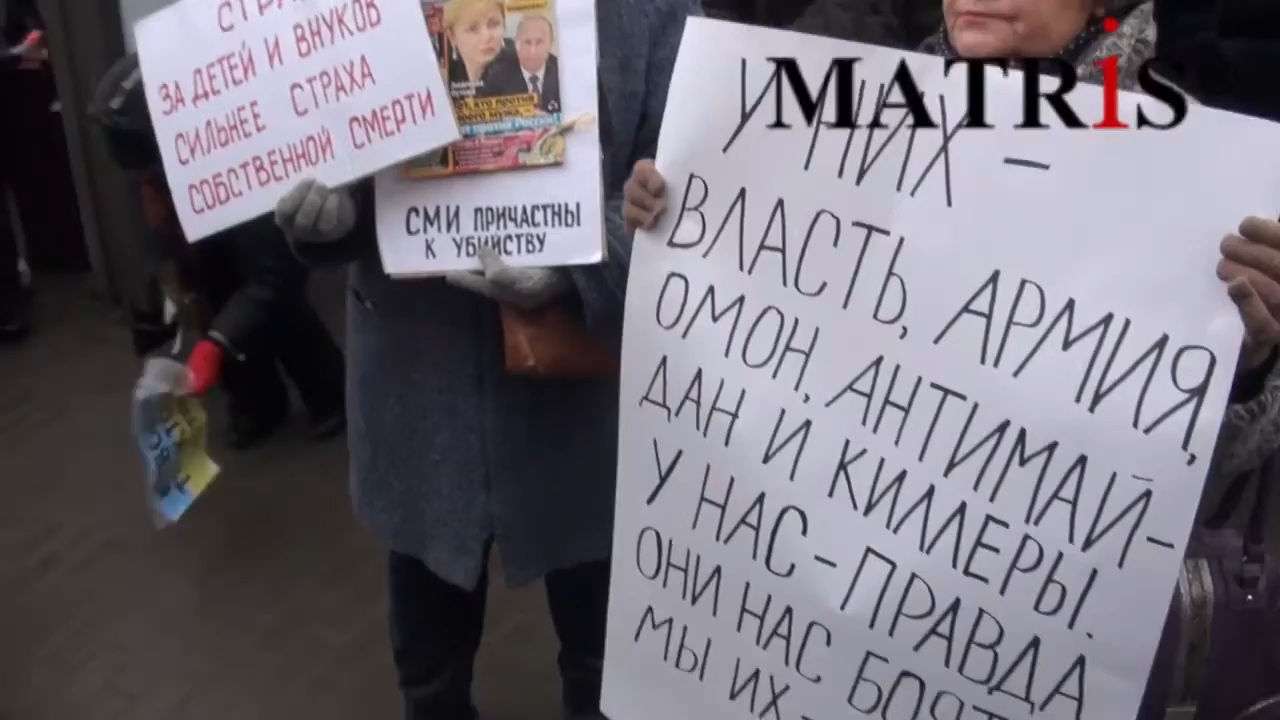 СТРА
ЗА ДЕТЕЙ И ВНУКОВ
СИЛЬНЕЕ СТРАХА
СОБСТВЕННОЙ СМЕРТИ
СМИ ПРИЧАСТНЫ
К УБИЙСТВУ
MATRiS
У НИХ –
ВЛАСТЬ, АРМИЯ,
ОМОН, АНТИМАЙ-
ДАН И КИЛЛЕРЫ.
У НАС – ПРАВДА
ОНИ НАС БОЯТ
МЫ ИХ –